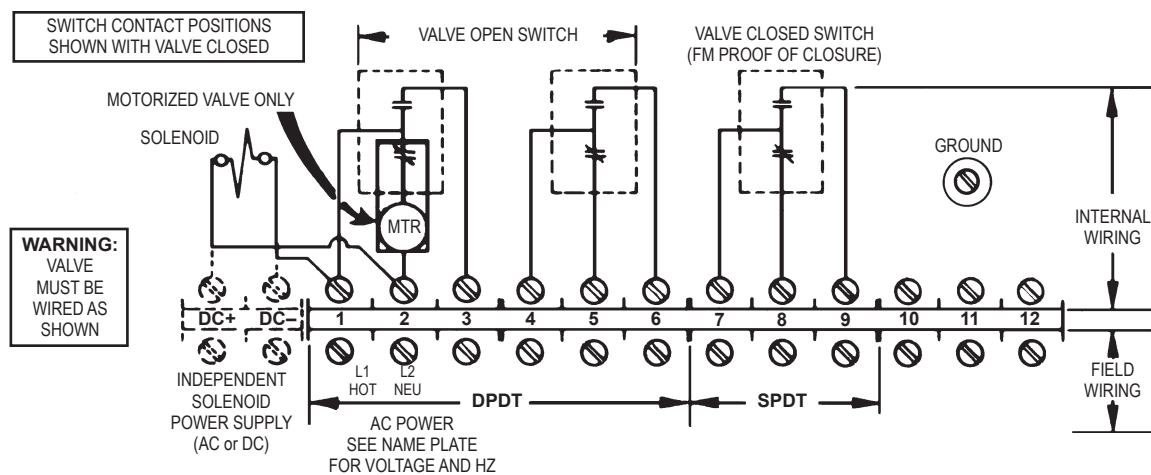 SWITCH CONTACT POSITIONS
SHOWN WITH VALVE CLOSED
VALVE OPEN SWITCH
VALVE CLOSED SWITCH
(FM PROOF OF CLOSURE)
MOTORIZED VALVE ONLY
SOLENOID
GROUND
MTR
INTERNAL
WIRING
WARNING:
VALVE
MUST BE
WIRED AS
SHOWN
DC+ DC– 1 2 3 4 5 6 7 8 9 10 11 12
L1
HOT
L2
NEU
INDEPENDENT
SOLENOID
POWER SUPPLY
(AC or DC)
DPDT
SPDT
FIELD
WIRING
AC POWER
SEE NAME PLATE
FOR VOLTAGE AND HZ